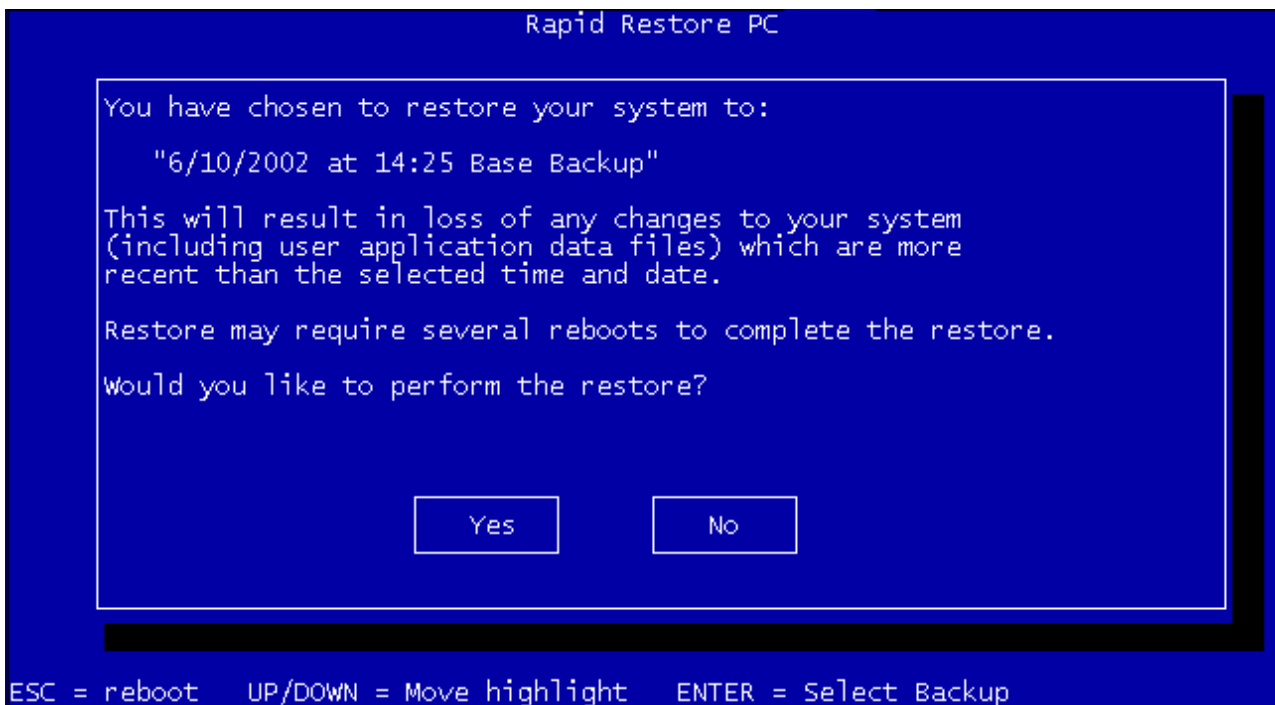 Rapid Restore PC
You have chosen to restore your system to:
"6/10/2002 at 14:25 Base Backup"
This will result in loss of any changes to your system
(including user application data files) which are more
recent than the selected time and date.
Restore may require several reboots to complete the restore.
Would you like to perform the restore?
Yes No
ESC = reboot UP/DOWN = Move highlight ENTER = Select Backup